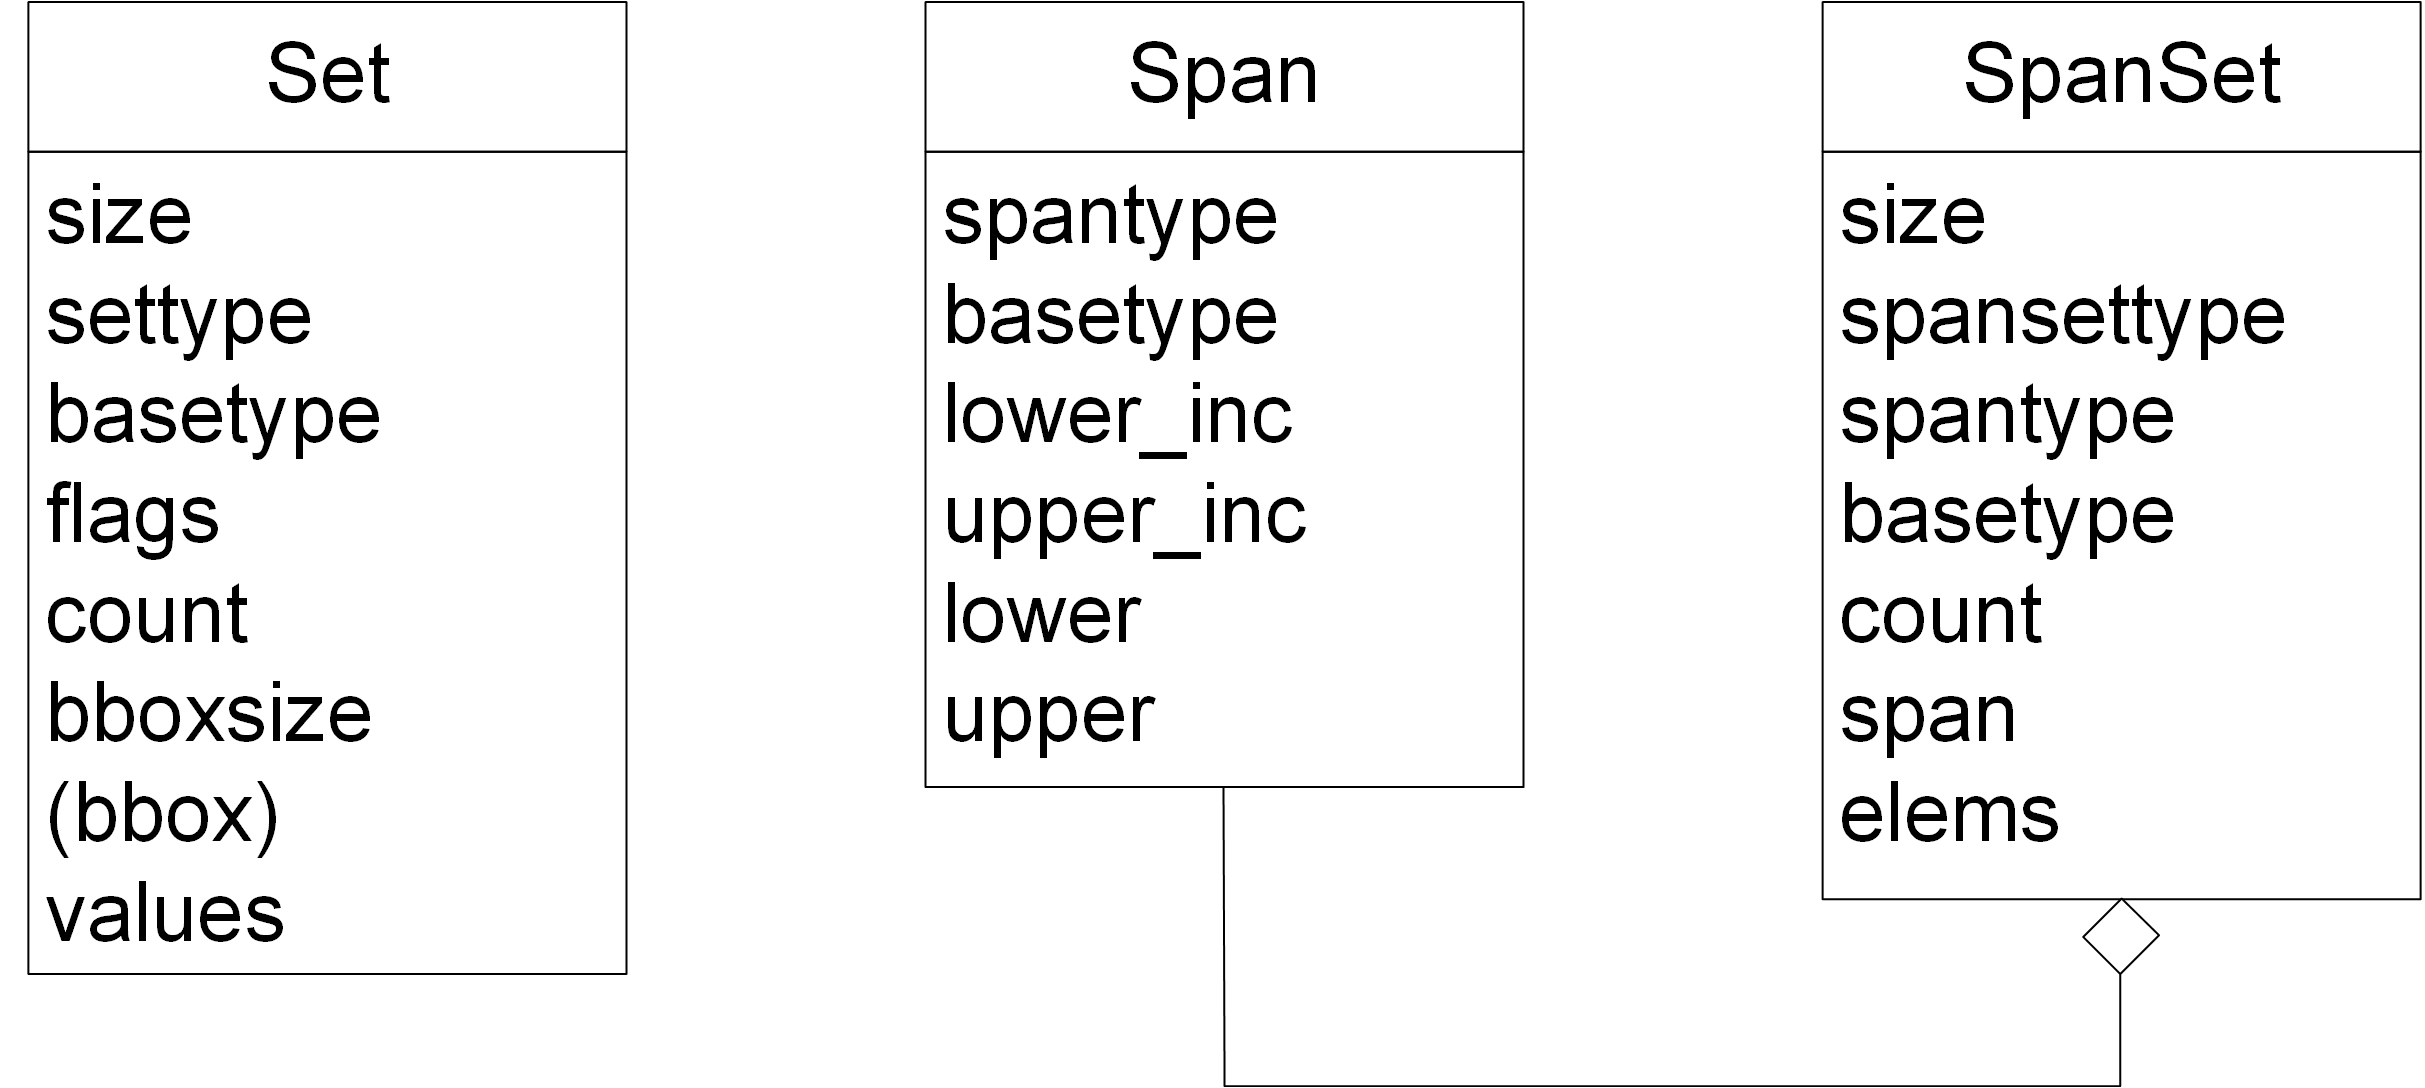 Set
size
settype
basetype
flags
count
bboxsize
(bbox)
values
Span
spantype
basetype
lower_inc
upper_inc
lower
upper
SpanSet
size
spansettype
spantype
basetype
count
span
elems